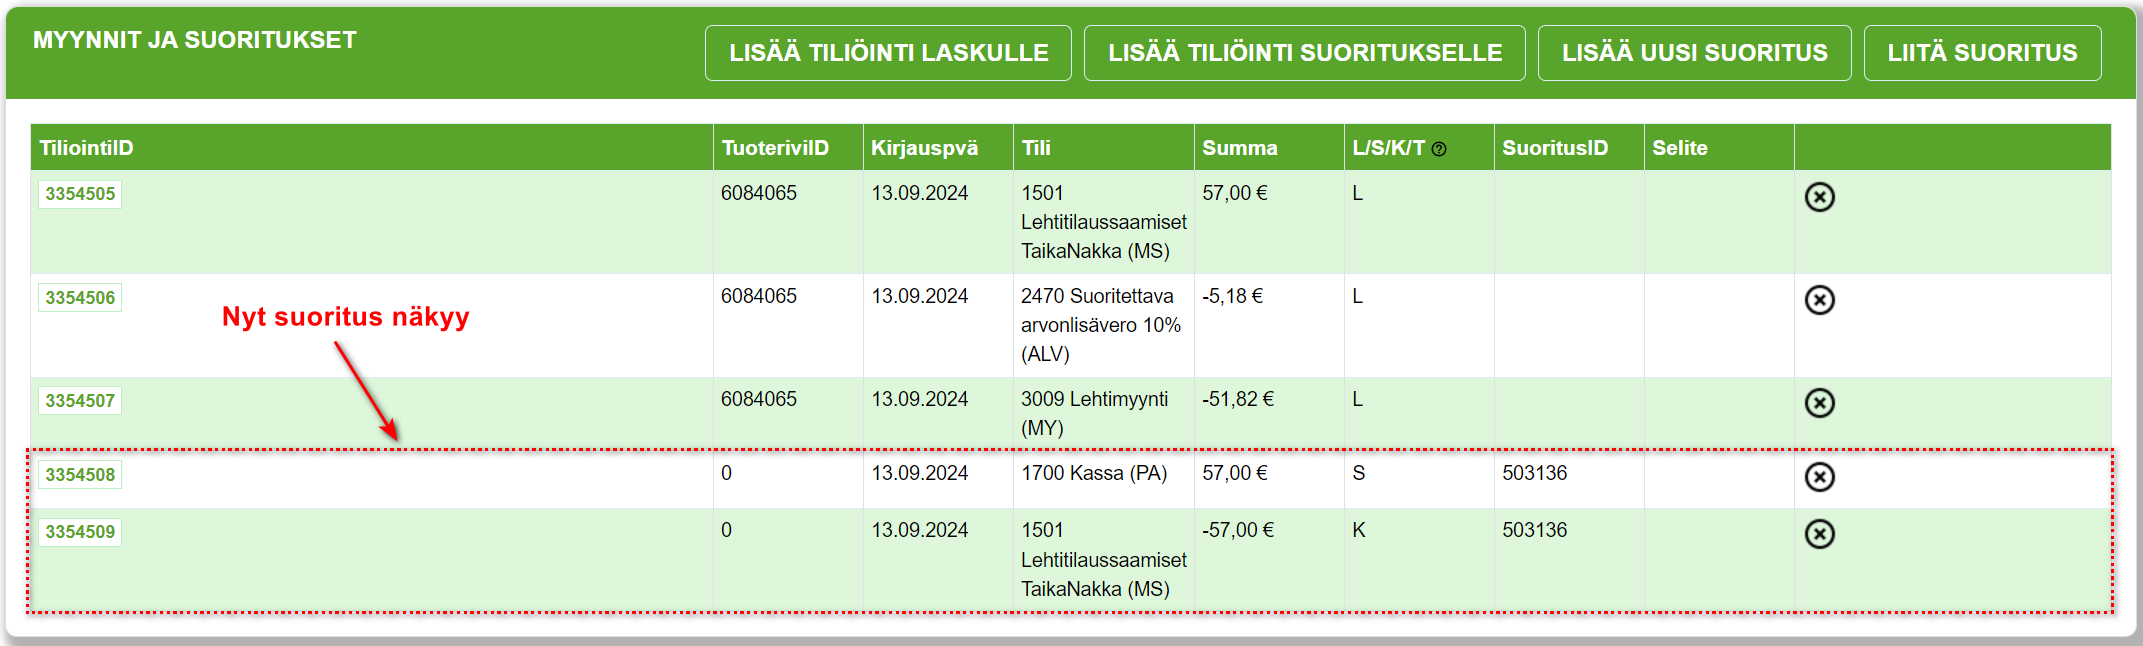 MYYNNIT JA SUORITUKSET
LISÄÄ TILIÖINTI LASKULLE
LISÄÄ TILIÖINTI SUORITUKSELLE
LISÄÄ UUSI SUORITUS
LIITÄ SUORITUS
TiliointiID TuoteriviID Kirjauspvä Tili Summa L/S/K/T SuoritusID Selite
3354505 6084065 13.09.2024 1501 57,00 € L
Lehtitilaussaamiset
TaikaNakka (MS)
3354506 6084065 13.09.2024 2470 Suoritettava -5,18 € L
arvonlisävero 10%
(ALV)
Nyt suoritus näkyy
3354507 6084065 13.09.2024 3009 Lehtimyynti -51,82 € L
(MY)
3354508 0 13.09.2024 1700 Kassa (PA) 57,00 € S 503136
3354509 0 13.09.2024 1501 -57,00 € K 503136
Lehtitilaussaamiset
TaikaNakka (MS)